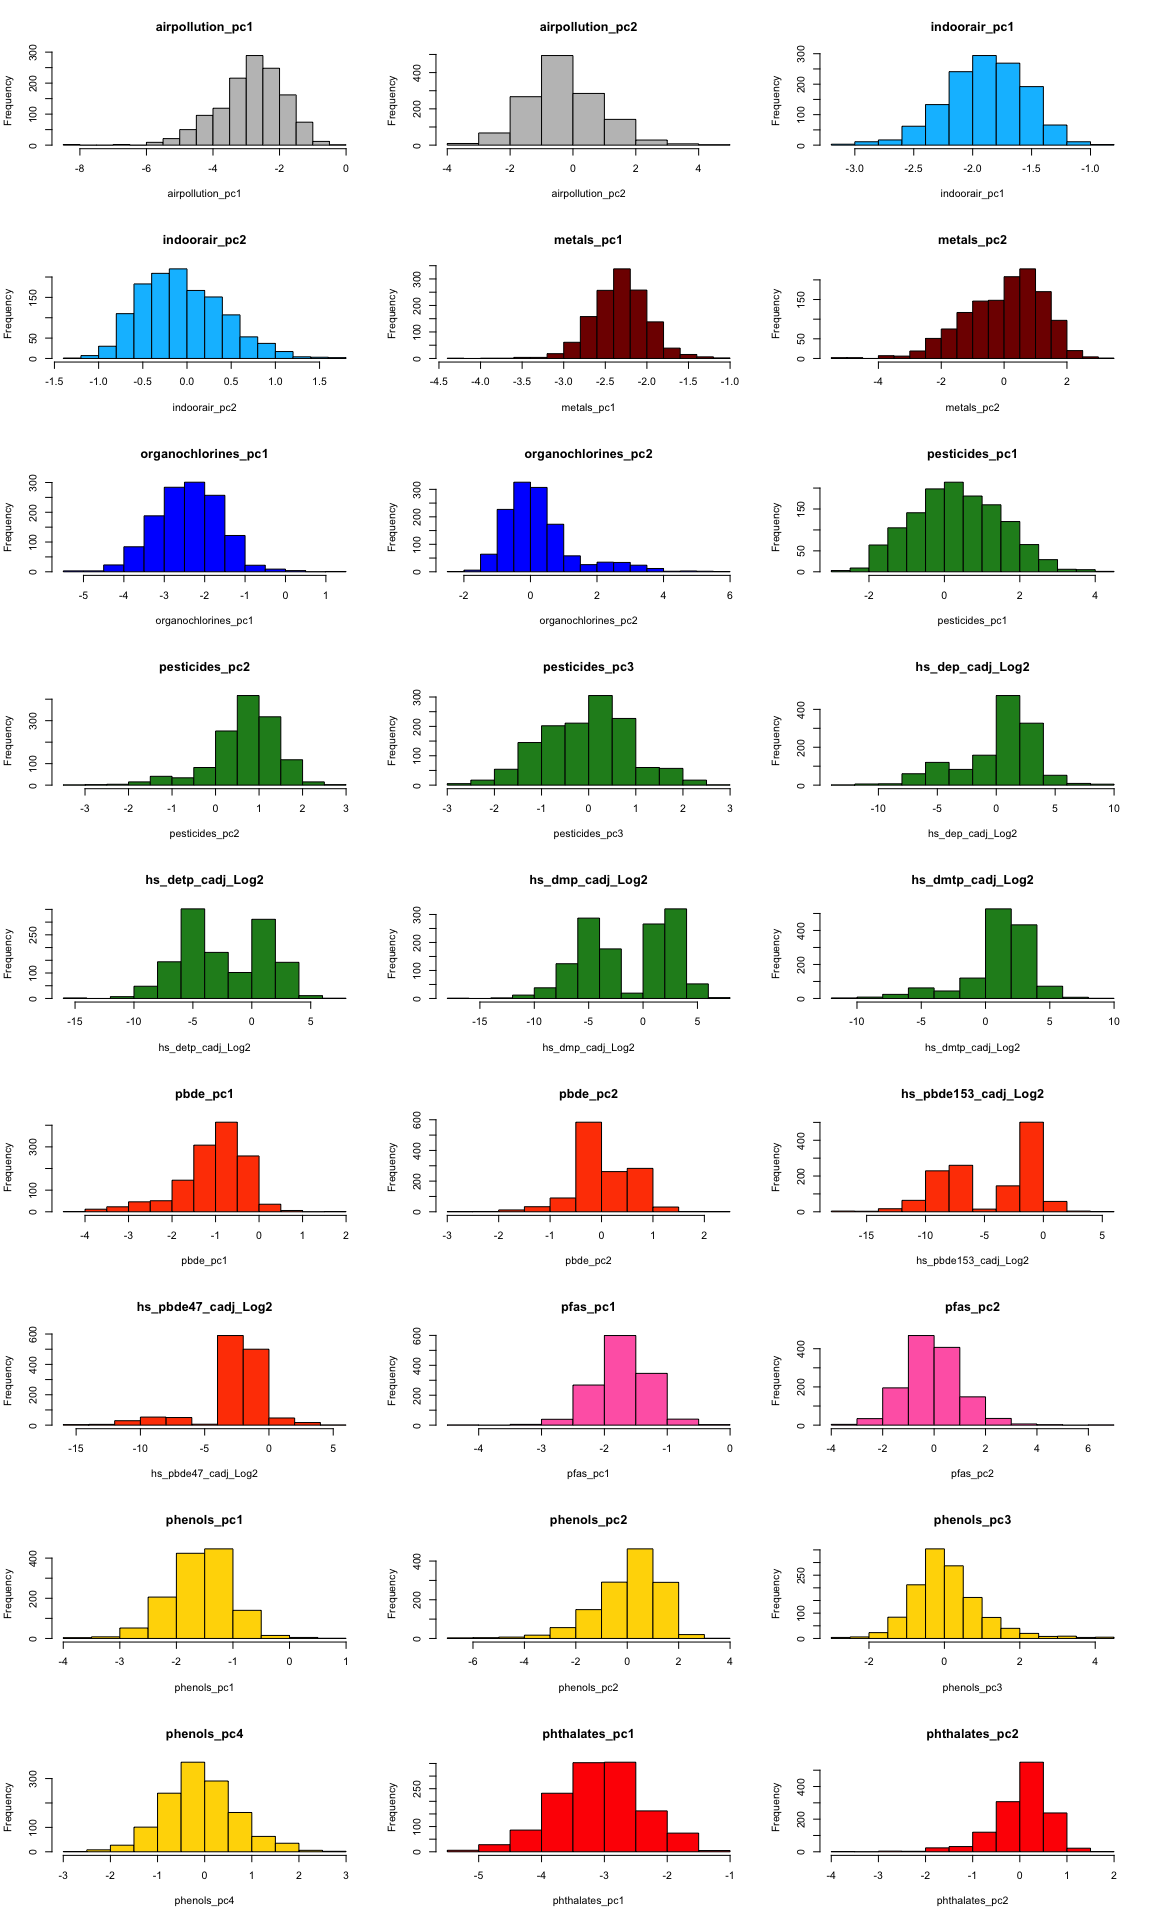 airpollution_pc1 airpollution_pc2 indoorair_pc1
Frequency 0 100 200 300 Frequency 0 200 400 Frequency 0 100 200 300
-8 -6 -4 -2 0 -4 -2 0 2 4 -3.0 -2.5 -2.0 -1.5 -1.0
airpollution_pc1 airpollution_pc2 indoorair_pc1
indoorair_pc2 metals_pc1 metals_pc2
Frequency 0 50 150 Frequency 0 100 200 300 Frequency 0 50 150
-1.5 -1.0 -0.5 0.0 0.5 1.0 1.5 -4.5 -4.0 -3.5 -3.0 -2.5 -2.0 -1.5 -1.0 -4 -2 0 2
indoorair_pc2 metals_pc1 metals_pc2
organochlorines_pc1 organochlorines_pc2 pesticides_pc1
Frequency 0 100 200 300 Frequency 0 100 200 300 Frequency 0 50 150
-5 -4 -3 -2 -1 0 1 -2 0 2 4 6 -2 0 2 4
organochlorines_pc1 organochlorines_pc2 pesticides_pc1
pesticides_pc2 pesticides_pc3 hs_dep_cadj_Log2
Frequency 0 100 300 Frequency 0 100 200 300 Frequency 0 200 400
-3 -2 -1 0 1 2 3 -3 -2 -1 0 1 2 3 -10 -5 0 5 10
pesticides_pc2 pesticides_pc3 hs_dep_cadj_Log2
hs_detp_cadj_Log2 hs_dmp_cadj_Log2 hs_dmtp_cadj_Log2
Frequency 0 100 250 Frequency 0 100 200 300 Frequency 0 200 400
-15 -10 -5 0 5 -15 -10 -5 0 5 -10 -5 0 5 10
hs_detp_cadj_Log2 hs_dmp_cadj_Log2 hs_dmtp_cadj_Log2
pbde_pc1 pbde_pc2 hs_pbde153_cadj_Log2
Frequency 0 100 300 Frequency 0 200 400 600 Frequency 0 200 400
-4 -3 -2 -1 0 1 2 -3 -2 -1 0 1 2 -15 -10 -5 0 5
pbde_pc1 pbde_pc2 hs_pbde153_cadj_Log2
hs_pbde47_cadj_Log2 pfas_pc1 pfas_pc2
Frequency 0 200 400 600 Frequency 0 200 400 600 Frequency 0 200 400
-15 -10 -5 0 5 -4 -3 -2 -1 0 -4 -2 0 2 4 6
hs_pbde47_cadj_Log2 pfas_pc1 pfas_pc2
phenols_pc1 phenols_pc2 phenols_pc3
Frequency 0 200 400 Frequency 0 200 400 Frequency 0 100 250
-4 -3 -2 -1 0 1 -6 -4 -2 0 2 4 -2 0 2 4
phenols_pc1 phenols_pc2 phenols_pc3
phenols_pc4 phthalates_pc1 phthalates_pc2
Frequency 0 100 300 Frequency 0 100 250 Frequency 0 200 400
-3 -2 -1 0 1 2 3 -5 -4 -3 -2 -1 -4 -3 -2 -1 0 1 2
phenols_pc4 phthalates_pc1 phthalates_pc2